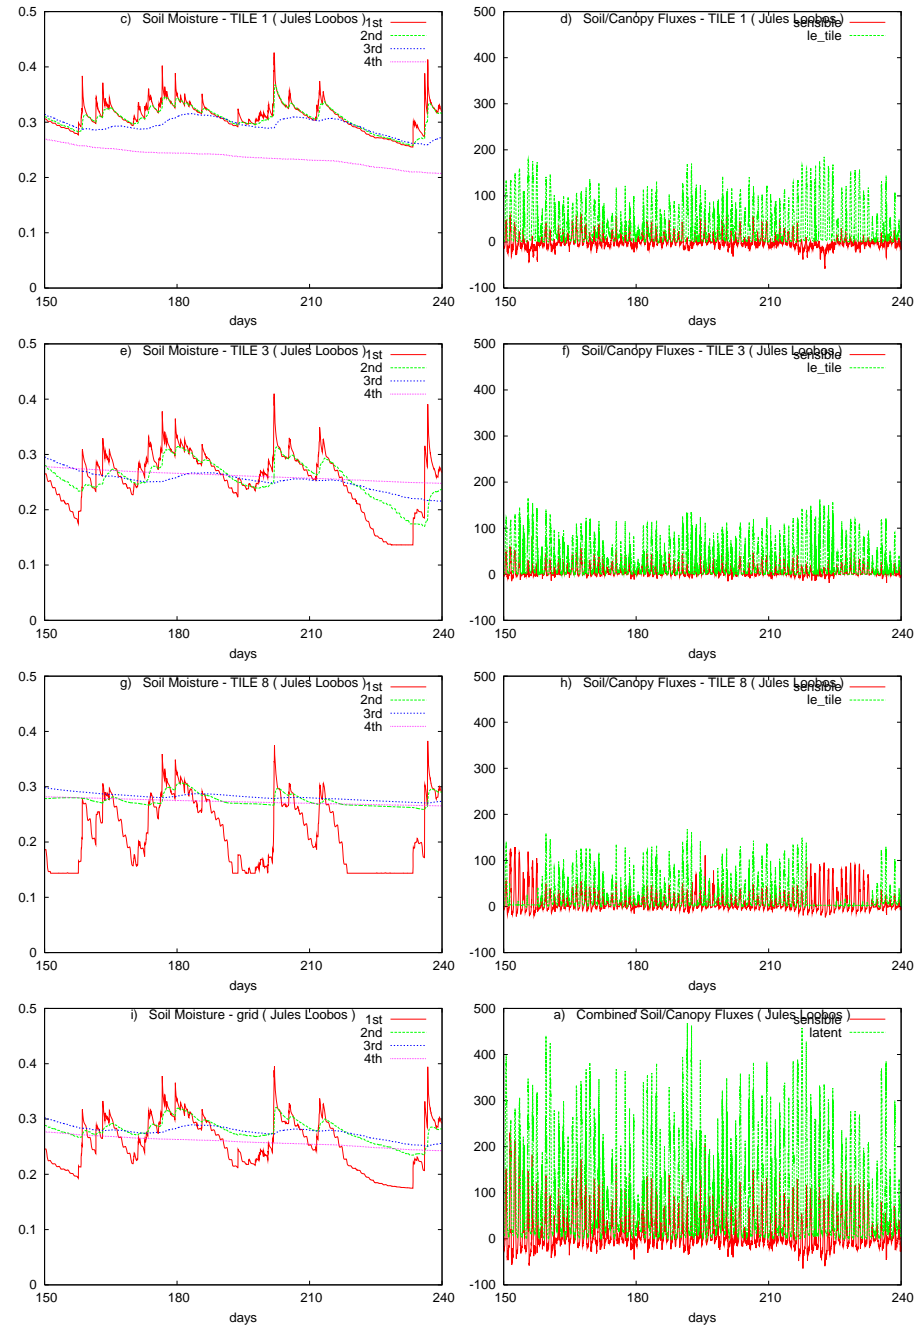 c) Soil Moisture - TILE 1 ( Jules Loobos )
1st
2nd
3rd
4th
0.5
0.4
0.3
0.2
0.1
0
150 180 210 240
days
d) Soil/Canopy Fluxes - TILE 1 ( Jules Loobos )
sensible
le_tile
500
400
300
200
100
0
-100
150 180 210 240
days
e) Soil Moisture - TILE 3 ( Jules Loobos )
1st
2nd
3rd
4th
0.5
0.4
0.3
0.2
0.1
0
150 180 210 240
days
f) Soil/Canopy Fluxes - TILE 3 ( Jules Loobos )
sensible
le_tile
500
400
300
200
100
0
-100
150 180 210 240
days
g) Soil Moisture - TILE 8 ( Jules Loobos )
1st
2nd
3rd
4th
0.5
0.4
0.3
0.2
0.1
0
150 180 210 240
days
h) Soil/Canopy Fluxes - TILE 8 ( Jules Loobos )
sensible
le_tile
500
400
300
200
100
0
-100
150 180 210 240
days
i) Soil Moisture - grid ( Jules Loobos )
1st
2nd
3rd
4th
0.5
0.4
0.3
0.2
0.1
0
150 180 210 240
days
a) Combined Soil/Canopy Fluxes ( Jules Loobos )
sensible
latent
500
400
300
200
100
0
-100
150 180 210 240
days